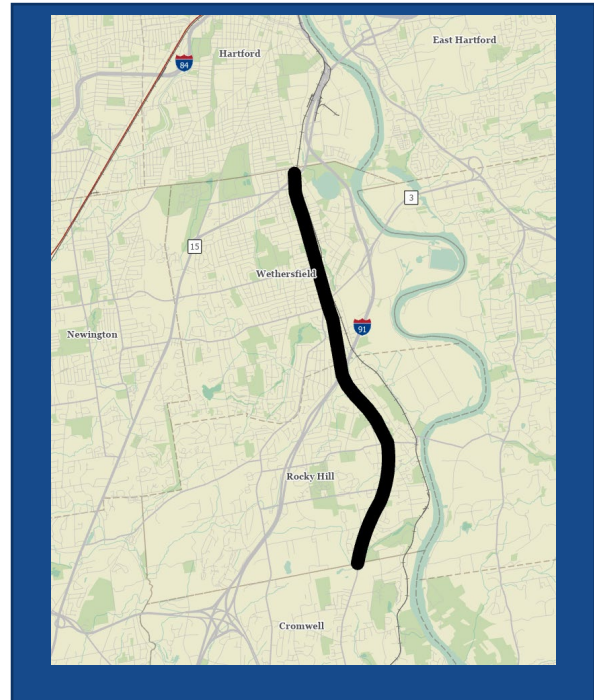 Hartford
East Hartford
84
3
15
Wethersfield
91
Newington
Rocky Hill
Cromwell